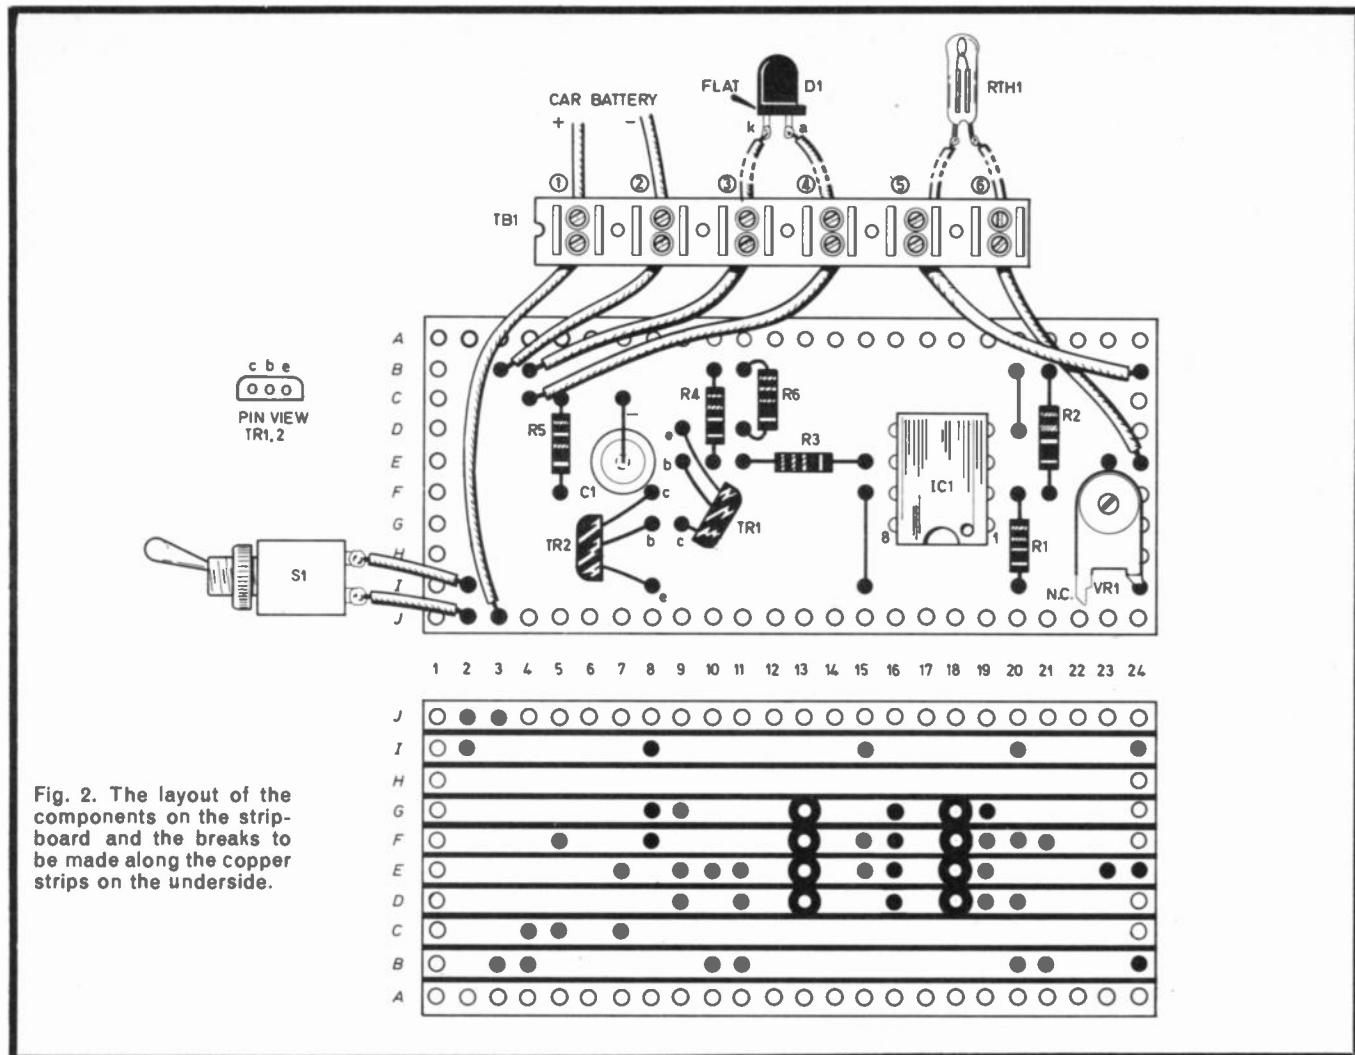 CAR BATTERY
+
-
FLAT
D1
k
a
RTH1
1
2
3
4
5
6
TB1
A
B
C
D
E
F
G
H
I
J
c b e
PIN VIEW
TR1, 2
R5
-
C1
R4
R6
R3
R2
R1
e
b
c
TR1
c
b
e
TR2
IC1
8
1
N.C.
VR1
S1
1 2 3 4 5 6 7 8 9 10 11 12 13 14 15 16 17 18 19 20 21 22 23 24
J
I
H
G
F
E
D
C
B
A
Fig. 2. The layout of the
components on the strip-
board and the breaks to
be made along the copper
strips on the underside.